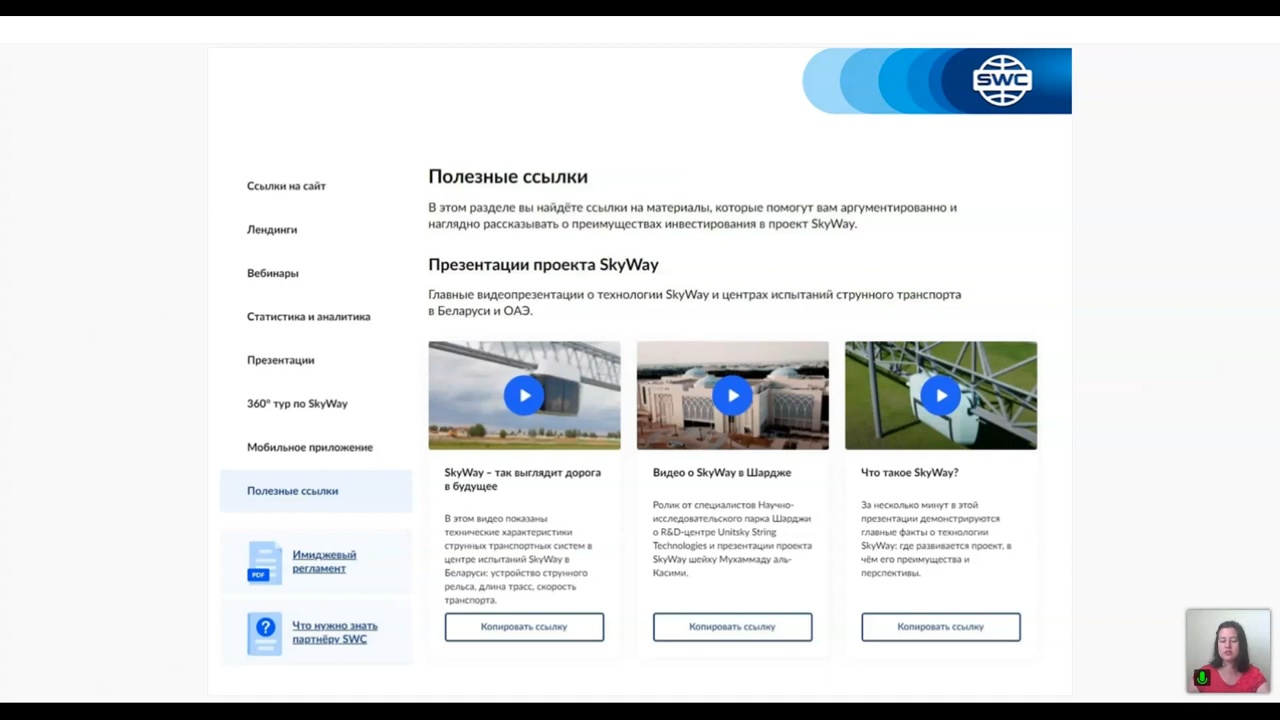 SWC
Ссылки на сайт
Лендинги
Вебинары
Статистика и аналитика
Презентации
360° тур по SkyWay
Мобильное приложение
Полезные ссылки
PDF
Имиджевый
регламент
?
Что нужно знать
партнёру SWC
Полезные ссылки
В этом разделе вы найдёте ссылки на материалы, которые помогут вам аргументированно и
наглядно рассказывать о преимуществах инвестирования в проект SkyWay.
Презентации проекта SkyWay
Главные видеопрезентации о технологии SkyWay и центрах испытаний струнного транспорта
в Беларуси и ОАЭ.
SkyWay – так выглядит дорога
в будущее
В этом видео показаны
технические характеристики
струнных транспортных систем в
центре испытаний SkyWay в
Беларуси: устройство струнного
рельса, длина трасс, скорость
транспорта.
Копировать ссылку
Видео о SkyWay в Шардже
Ролик от специалистов Научно-
исследовательского парка Шарджи
о R&D-центре Unitsky String
Technologies и презентации проекта
SkyWay шейху Мухаммаду аль-
Касими.
Копировать ссылку
Что такое SkyWay?
За несколько минут в этой
презентации демонстрируются
главные факты о технологии
SkyWay: где развивается проект, в
чём его преимущества и
перспективы.
Копировать ссылку